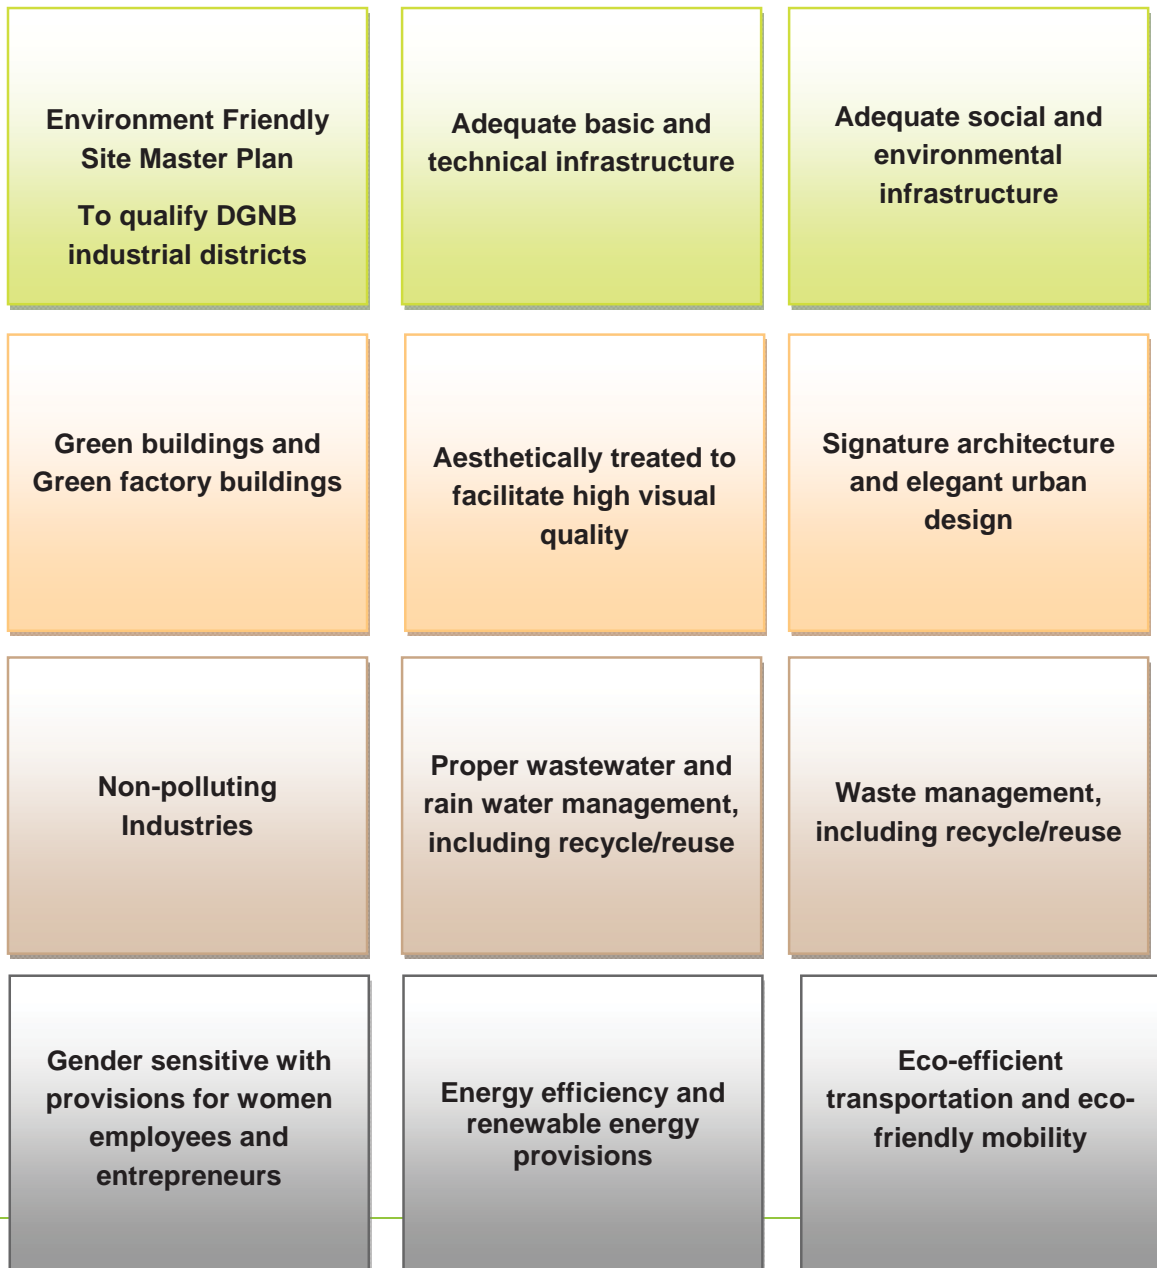 Environment Friendly
Site Master Plan
To qualify DGNB
industrial districts
Adequate basic and
technical infrastructure
Adequate social and
environmental
infrastructure
Green buildings and
Green factory buildings
Aesthetically treated to
facilitate high visual
quality
Signature architecture
and elegant urban
design
Non-polluting
Industries
Proper wastewater and
rain water management,
including recycle/reuse
Waste management,
including recycle/reuse
Gender sensitive with
provisions for women
employees and
entrepreneurs
Energy efficiency and
renewable energy
provisions
Eco-efficient
transportation and eco-
friendly mobility